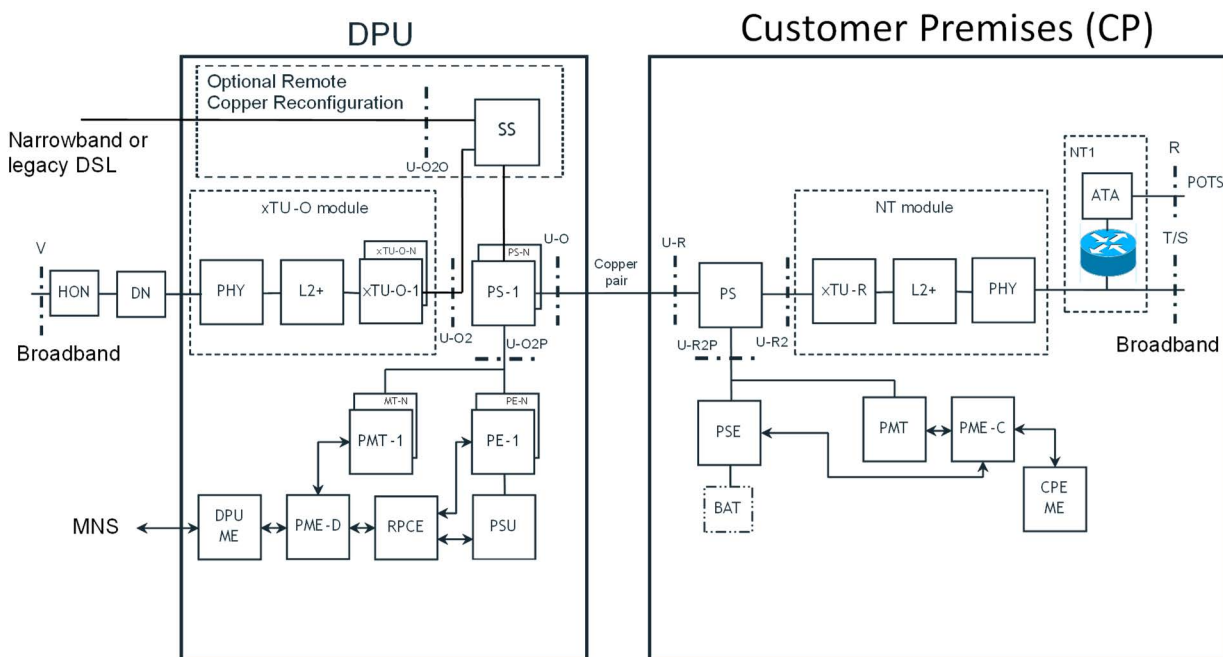 DPU
Customer Premises (CP)
Optional Remote
Copper Reconfiguration
SS
Narrowband or
legacy DSL
U-O2O
NT1
R
POTS
ATA
T/S
xTU-O module
NT module
V
xTU-O-N
PS-N
U-O
U-R
Copper
pair
HON
DN
PHY
L2+
xTU-O-1
PS-1
PS
xTU-R
L2+
PHY
Broadband
U-O2
U-O2P
U-R2P
U-R2
Broadband
MT-N
PE-N
PMT-1
PE-1
PSE
PMT
PME-C
BAT
CPE
ME
MNS
DPU
ME
PME-D
RPCE
PSU